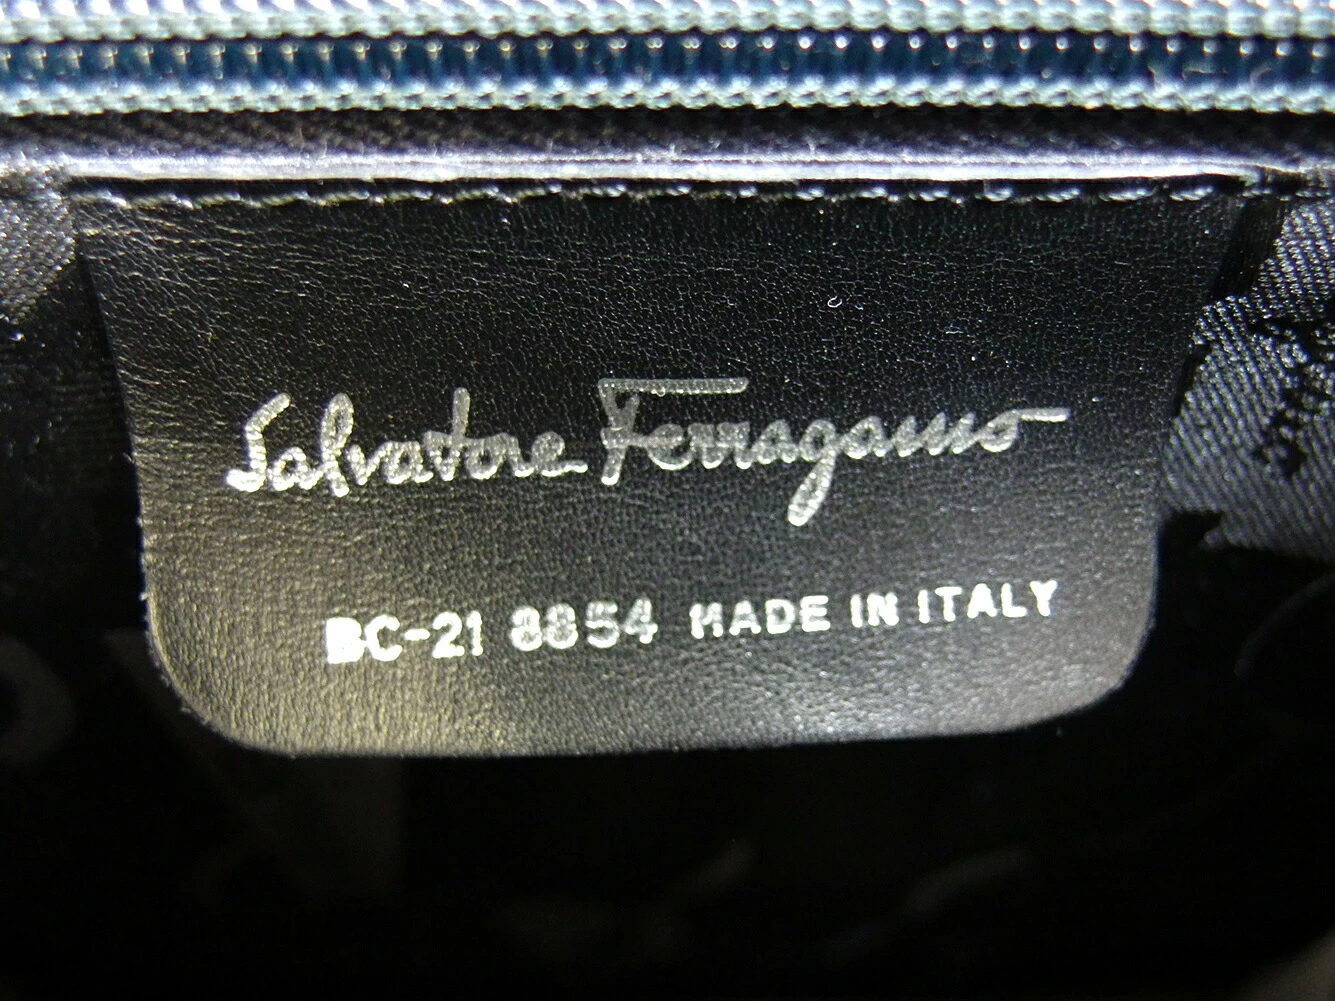 Salvatore Ferragamo
BC-21 8854 MADE IN ITALY